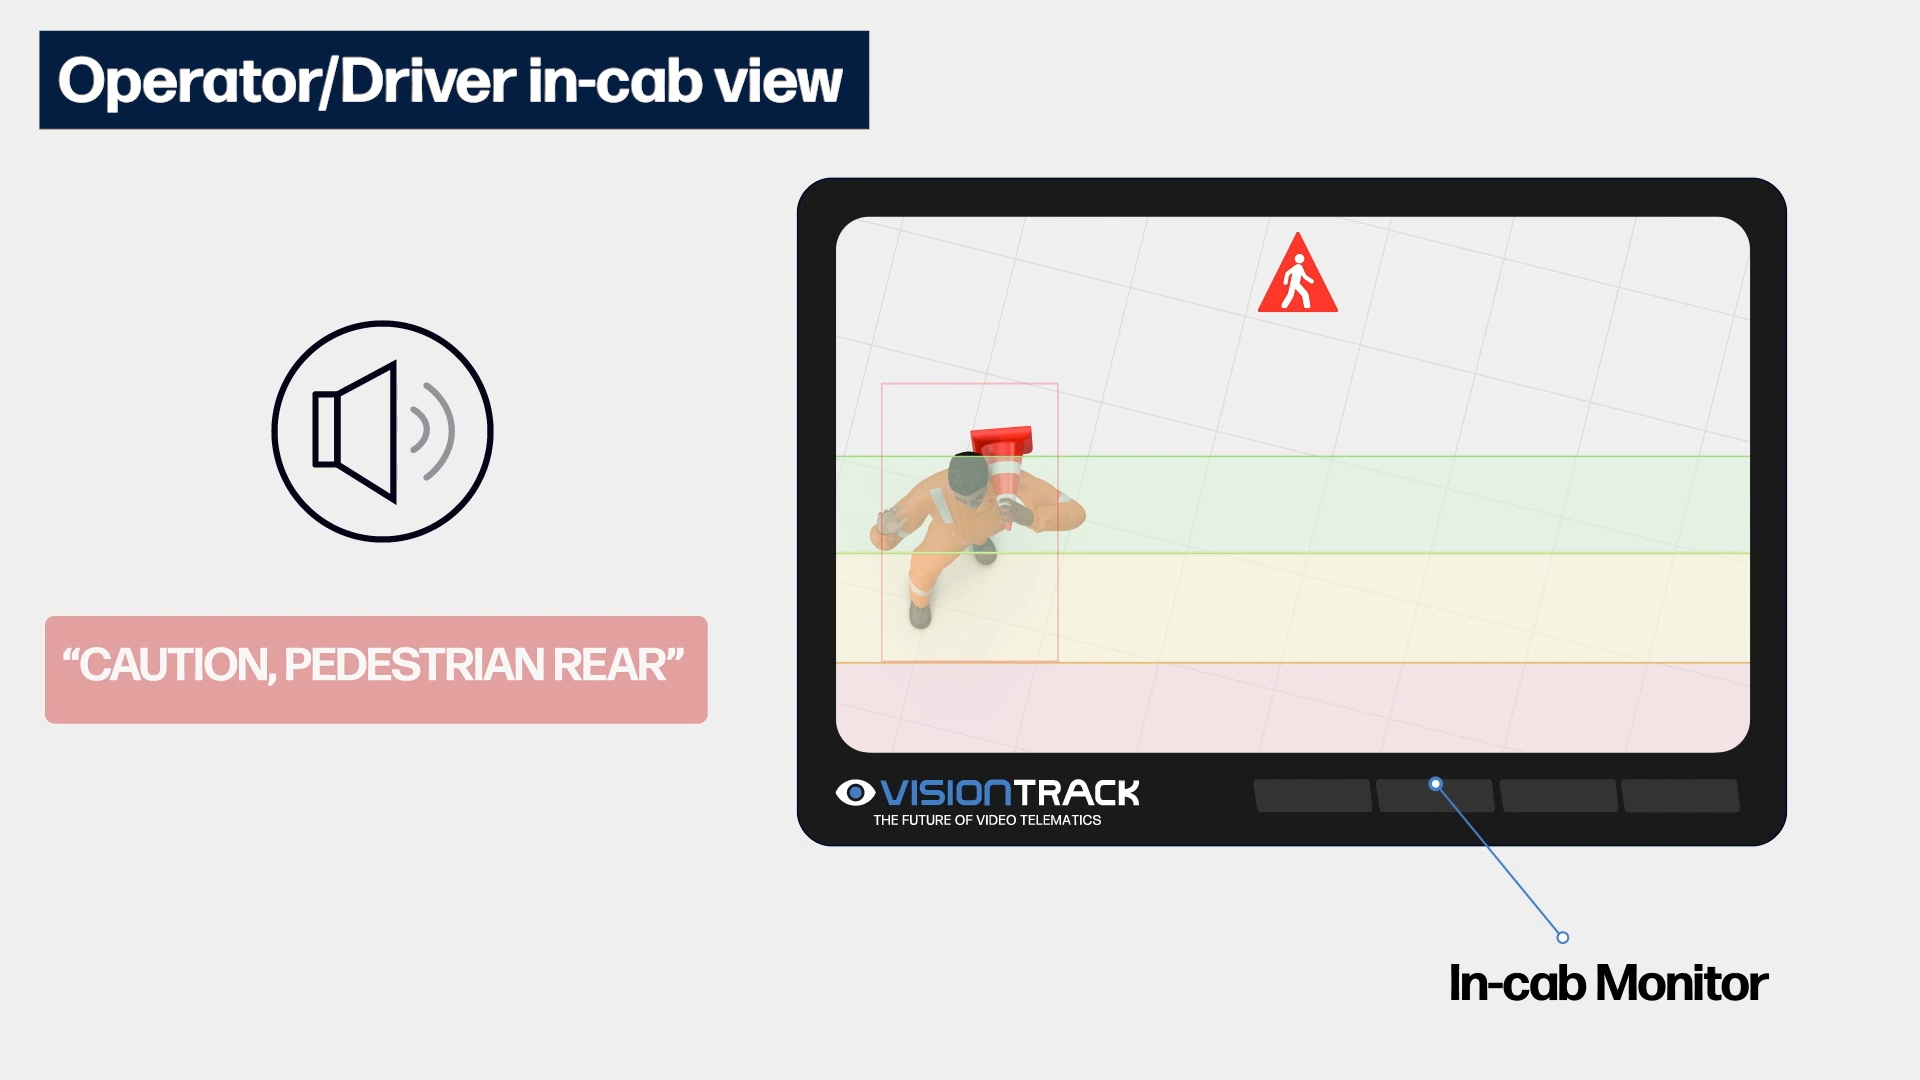 Operator/Driver in-cab view
“CAUTION, PEDESTRIAN REAR”
VISIONTRACK
THE FUTURE OF VIDEO TELEMATICS
In-cab Monitor